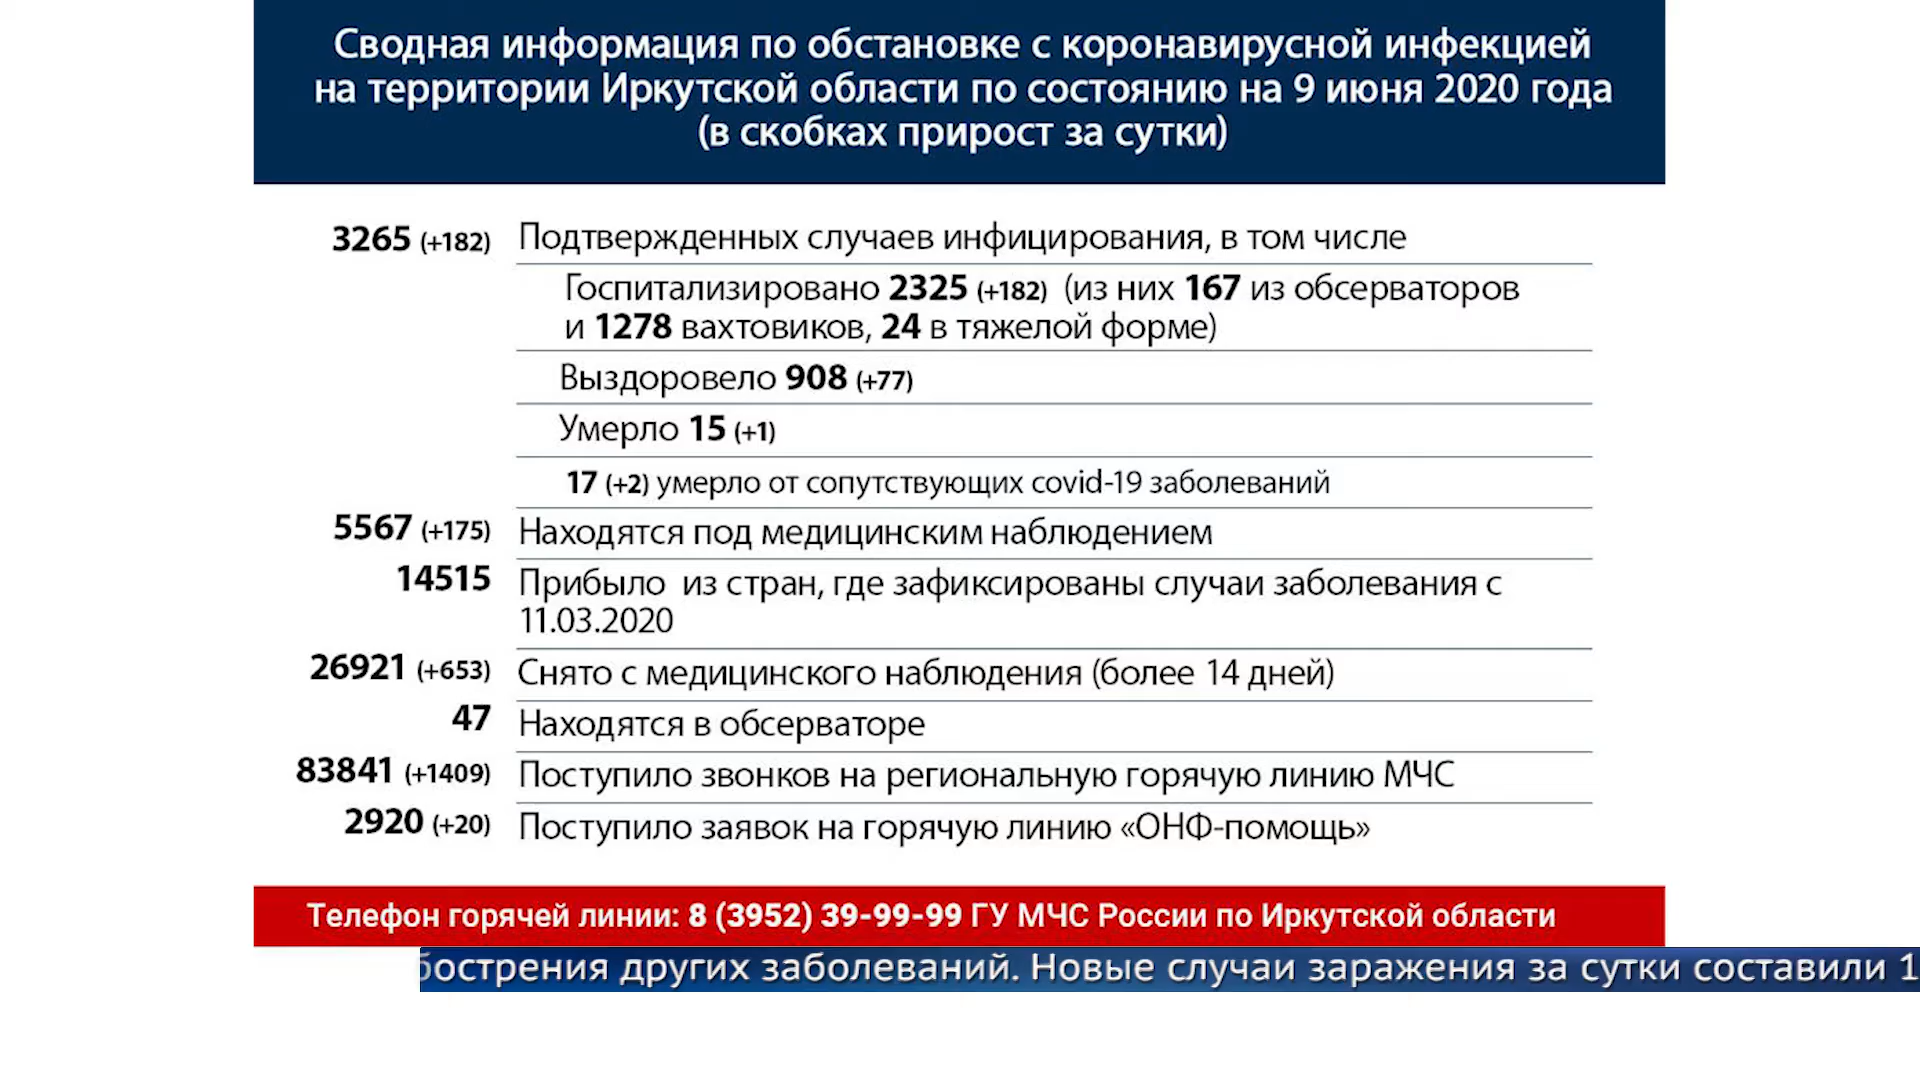 Сводная информация по обстановке с коронавирусной инфекцией
на территории Иркутской области по состоянию на 9 июня 2020 года
(в скобках прирост за сутки)
3265 (+182) Подтвержденных случаев инфицирования, в том числе
Госпитализировано 2325 (+182) (из них 167 из обсерваторов
и 1278 вахтовиков, 24 в тяжелой форме)
Выздоровело 908 (+77)
Умерло 15 (+1)
17 (+2) умерло от сопутствующих covid-19 заболеваний
5567 (+175) Находятся под медицинским наблюдением
14515 Прибыло из стран, где зафиксированы случаи заболевания с
11.03.2020
26921 (+653) Снято с медицинского наблюдения (более 14 дней)
47 Находятся в обсерваторе
83841 (+1409) Поступило звонков на региональную горячую линию МЧС
2920 (+20) Поступило заявок на горячую линию «ОНФ-помощь»
Телефон горячей линии: 8 (3952) 39-99-99 ГУ МЧС России по Иркутской области
бострения других заболеваний. Новые случаи заражения за сутки составили 1